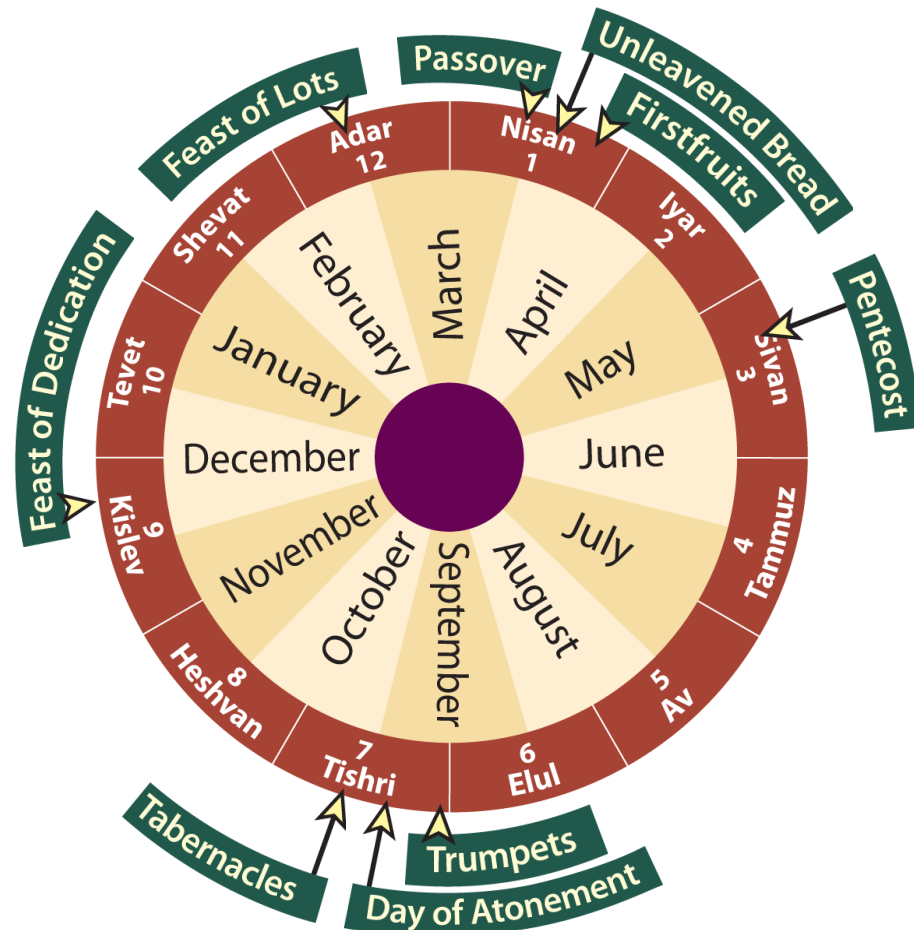 Passover
Unleavened Bread
Firstfruits
Pentecost
Trumpets
Day of Atonement
Tabernacles
Feast of Dedication
Feast of Lots
Nisan
1
Iyar
2
Sivan
3
4
Tammuz
5
Av
6
Elul
7
Tishri
8
Heshvan
9
Kislev
Tevet
10
Shevat
11
Adar
12
March
April
May
June
July
August
September
October
November
December
January
February